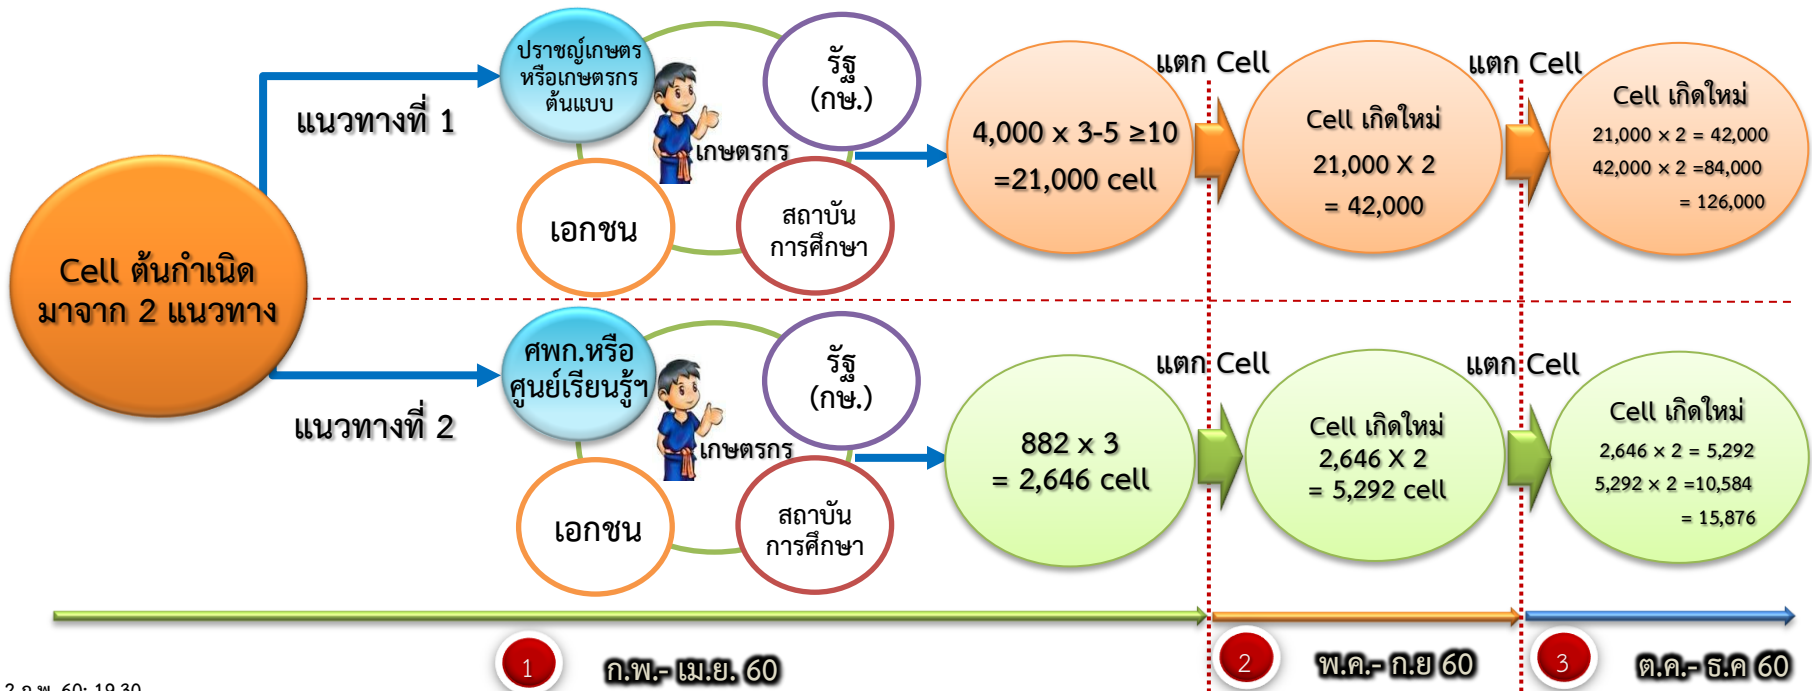 Cell ต้นกำเนิด
มาจาก 2 แนวทาง
แนวทางที่ 1
ปราชญ์เกษตร
หรือเกษตรกร
ต้นแบบ
รัฐ
(กษ.)
เกษตรกร
เอกชน
สถาบัน
การศึกษา
4,000 x 3-5 ≥10
=21,000 cell
แตก Cell
Cell เกิดใหม่
21,000 X 2
= 42,000
แตก Cell
Cell เกิดใหม่
21,000 × 2 = 42,000
42,000 × 2 =84,000
= 126,000
แนวทางที่ 2
ศพก.หรือ
ศูนย์เรียนรู้ฯ
รัฐ
(กษ.)
เกษตรกร
เอกชน
สถาบัน
การศึกษา
882 x 3
= 2,646 cell
แตก Cell
Cell เกิดใหม่
2,646 X 2
= 5,292 cell
แตก Cell
Cell เกิดใหม่
2,646 × 2 = 5,292
5,292 × 2 =10,584
= 15,876
1
ก.พ.- เม.ย. 60
2
พ.ค.- ก.ย 60
3
ต.ค.- ธ.ค 60
2 ก.พ. 60: 19.30